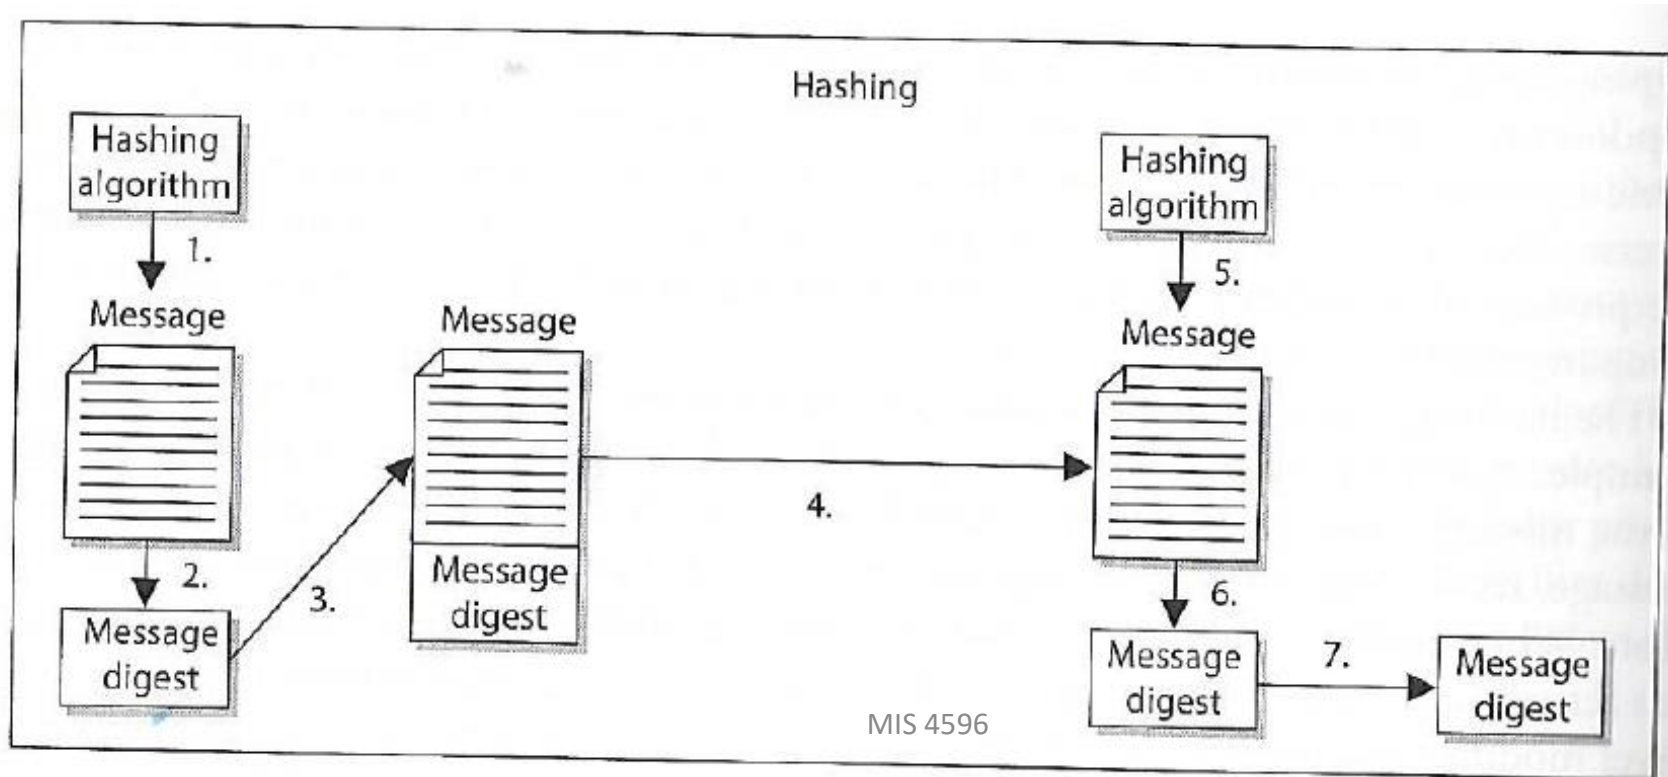 Hashing
Hashing
algorithm
1.
Message
2.
Message
digest
3.
Message
Message
digest
4.
Hashing
algorithm
5.
Message
6.
Message
digest
7.
Message
digest
MIS 4596